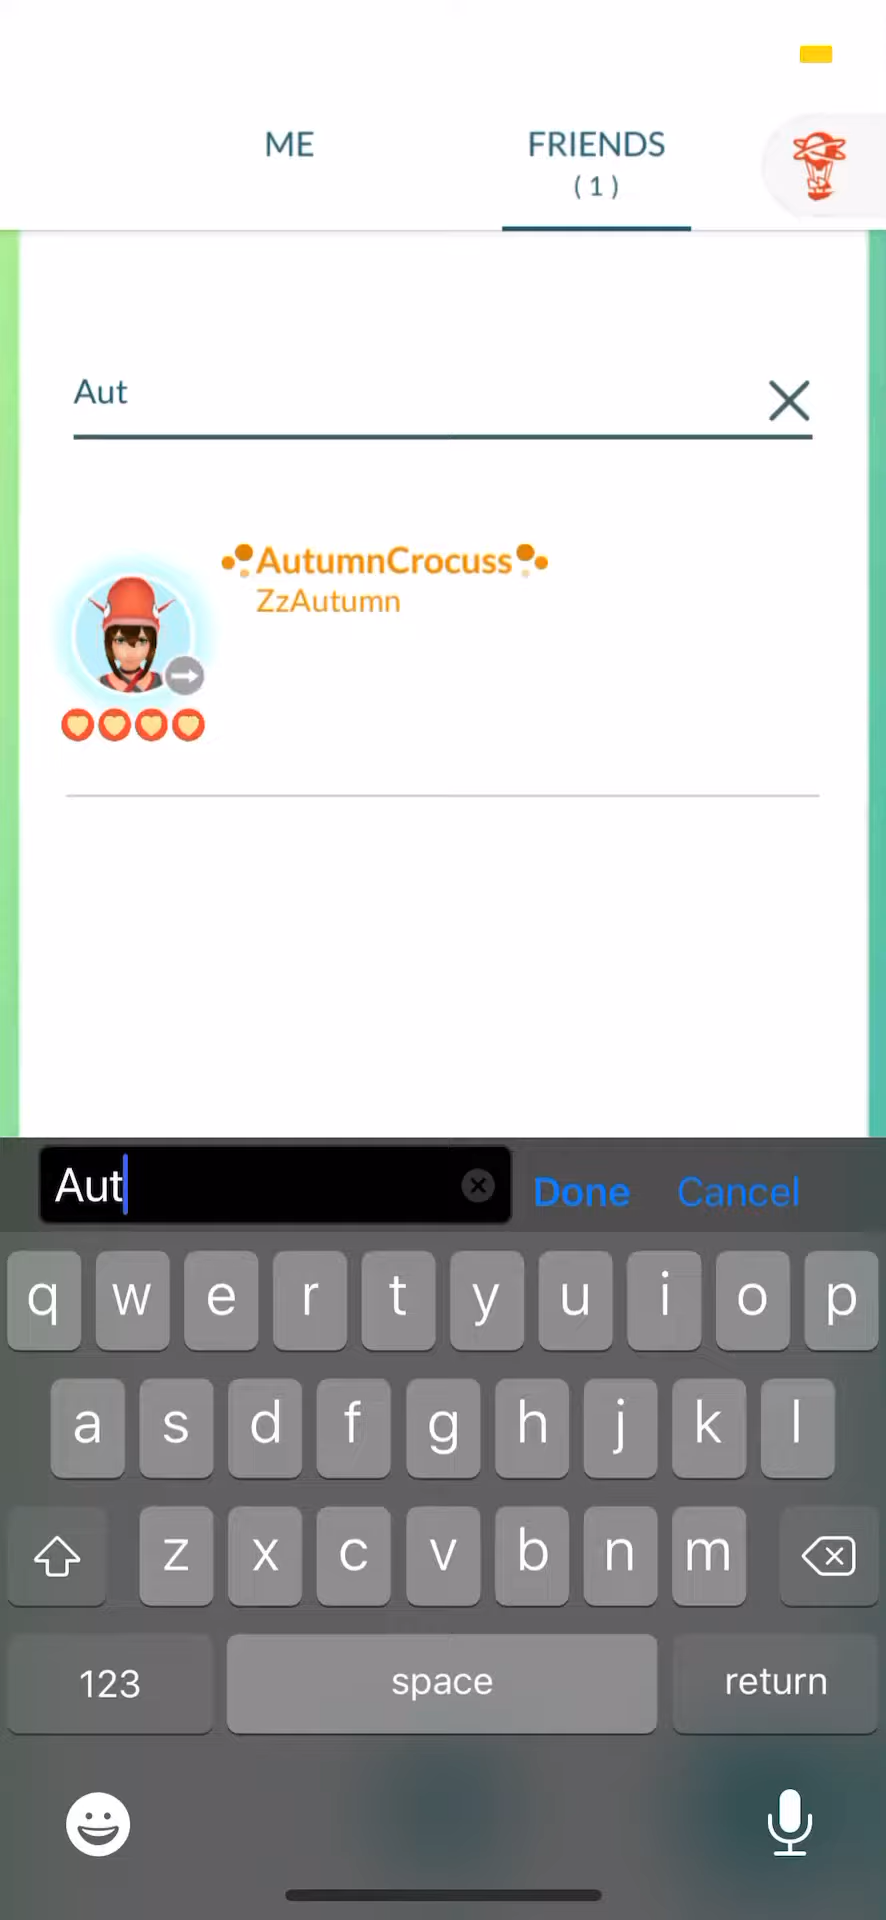 ME
FRIENDS
( 1 )
Aut
AutumnCrocuss
ZzAutumn
Aut
Done
Cancel
q w e r t y u i o p
a s d f g h j k l
z x c v b n m
123
space
return